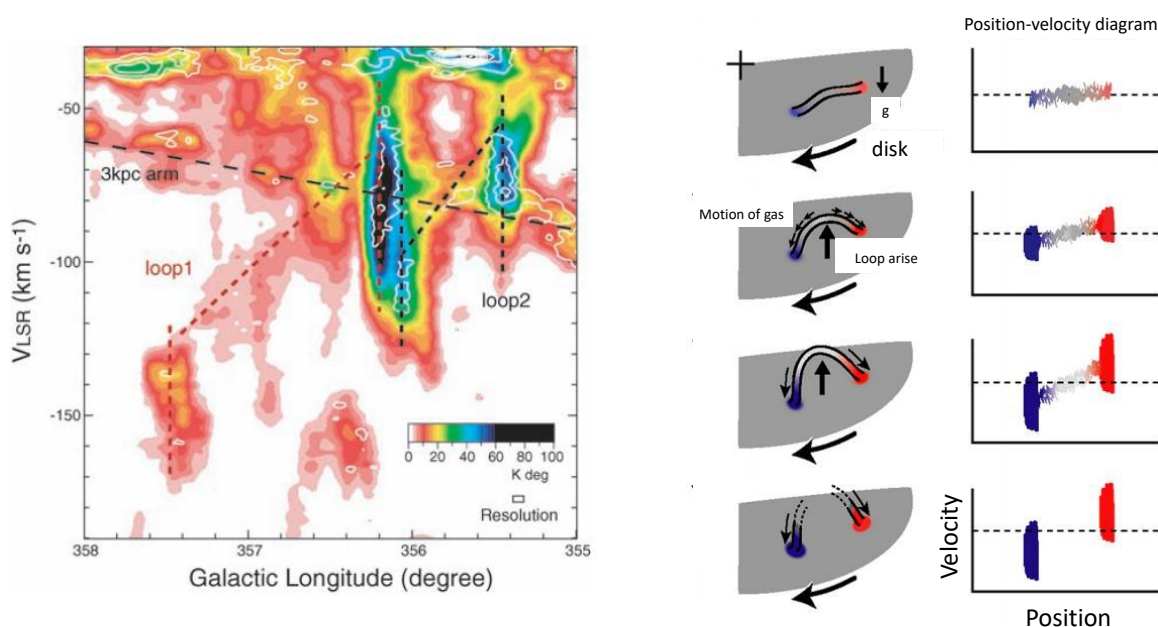 -50
-100
-150
VLSR (km s-1)
3kpc arm
loop1
loop2
0 20 40 60 80 100
K deg
Resolution
358 357 356 355
Galactic Longitude (degree)
Position-velocity diagram
g
disk
Motion of gas
Loop arise
Velocity
Position